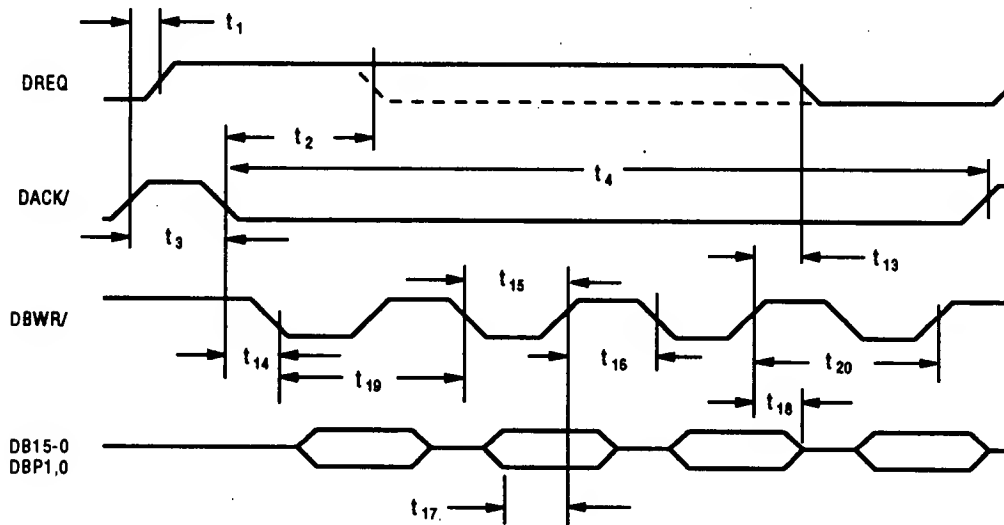 t1
DREQ
t2
t4
DACK/
t3
t13
t15
DBWR/
t14
t19
t16
t20
t18
DB15-0
DBP1,0
t17